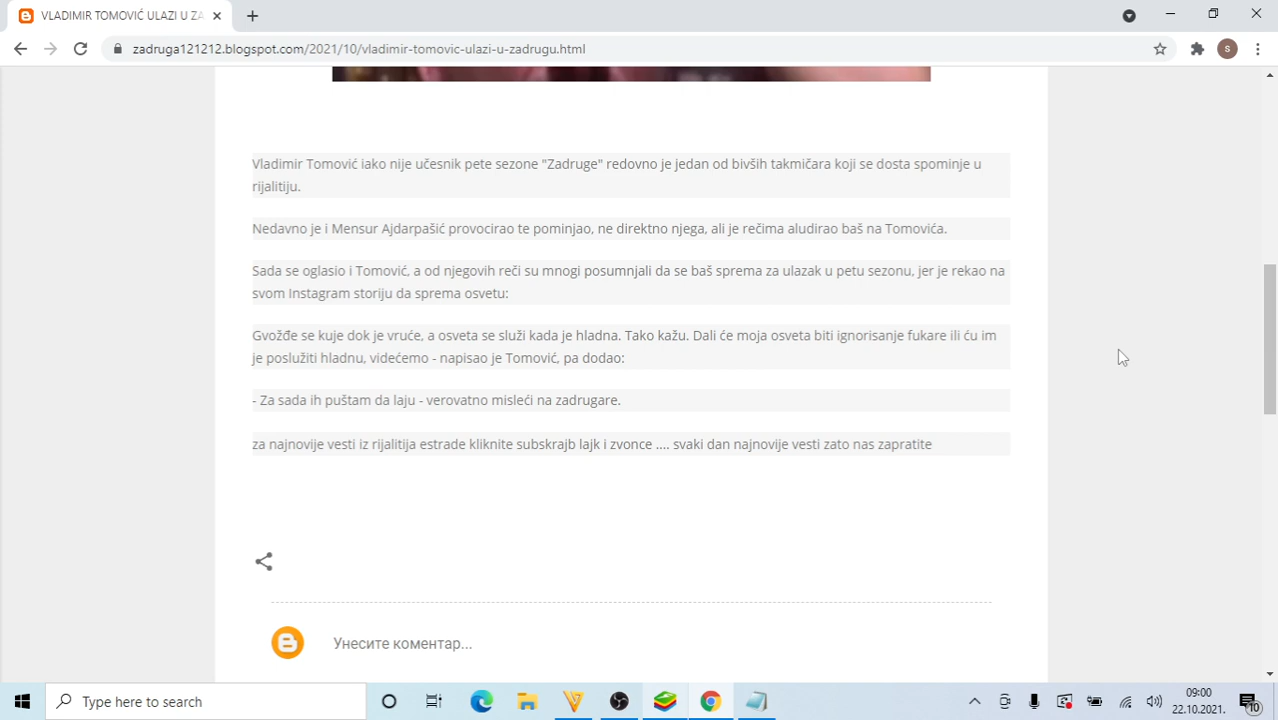 VLADIMIR TOMOVIĆ ULAZI U ZA
zadruga121212.blogspot.com/2021/10/vladimir-tomovic-ulazi-u-zadrugu.html
S
Vladimir Tomović iako nije učesnik pete sezone "Zadruge" redovno je jedan od bivših takmičara koji se dosta spominje u
rijalitiju.
Nedavno je i Mensur Ajdarpašić provocirao te pominjao, ne direktno njega, ali je rečima aludirao baš na Tomovića.
Sada se oglasio i Tomović, a od njegovih reči su mnogi posumnjali da se baš sprema za ulazak u petu sezonu, jer je rekao na
svom Instagram storiju da sprema osvetu:
Gvožđe se kuje dok je vruće, a osveta se služi kada je hladna. Tako kažu. Dali će moja osveta biti ignorisanje fukare ili ću im
je poslužiti hladnu, videćemo - napisao je Tomović, pa dodao:
- Za sada ih puštam da laju - verovatno misleći na zadrugare.
za najnovije vesti iz rijalitija estrade kliknite subskrajb lajk i zvonce .... svaki dan najnovije vesti zato nas zapratite
Унесите коментар...
Type here to search
09:00
22.10.2021.
10